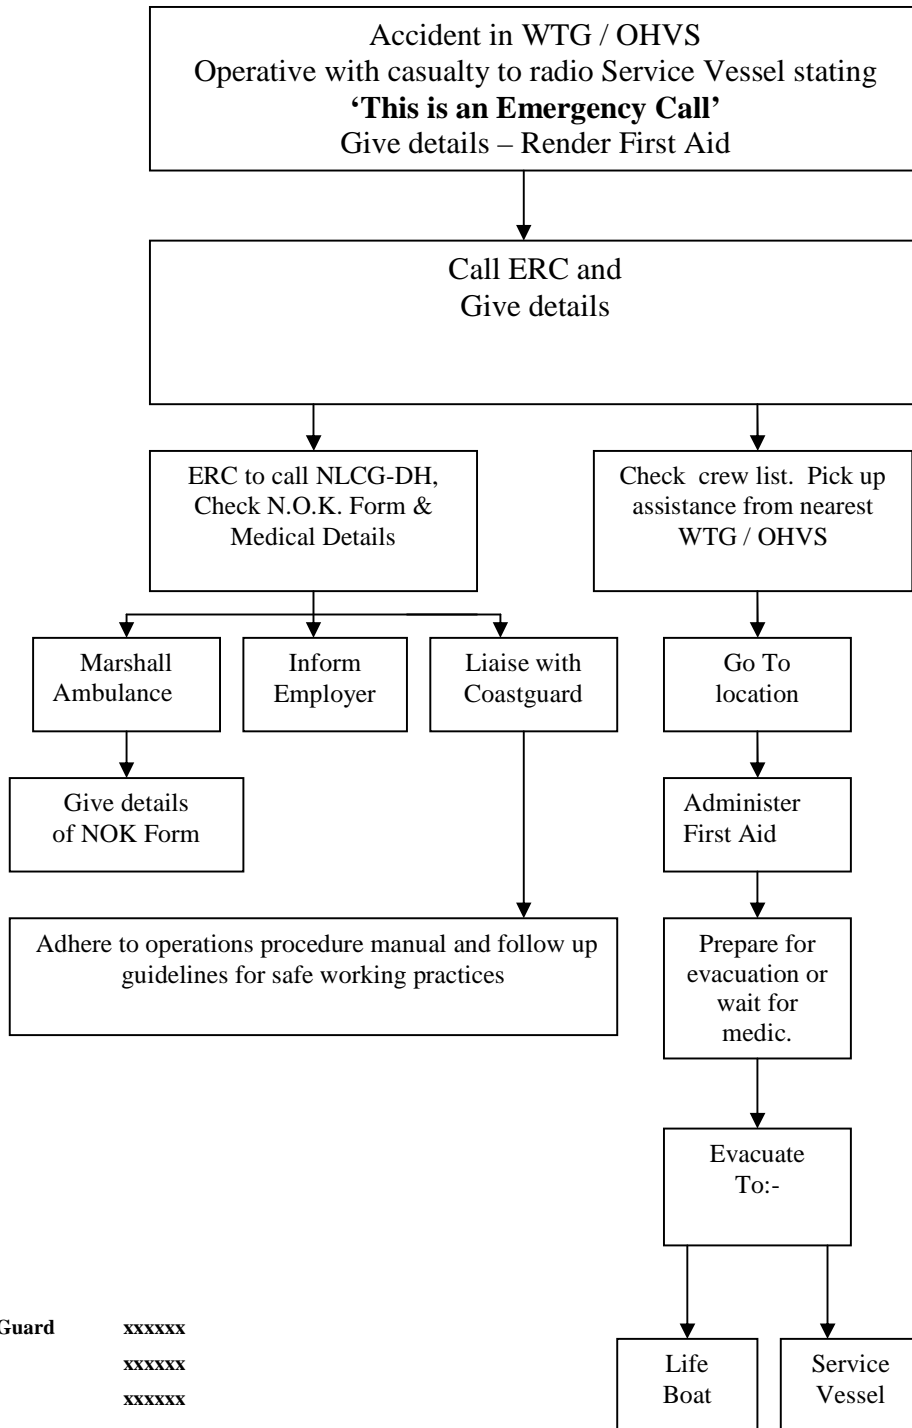 Accident in WTG / OHVS
Operative with casualty to radio Service Vessel stating
‘This is an Emergency Call’
Give details – Render First Aid
Call ERC and
Give details
ERC to call NLCG-DH,
Check N.O.K. Form &
Medical Details
Check crew list. Pick up
assistance from nearest
WTG / OHVS
Marshall
Ambulance
Inform
Employer
Liaise with
Coastguard
Go To
location
Give details
of NOK Form
Administer
First Aid
Adhere to operations procedure manual and follow up
guidelines for safe working practices
Prepare for
evacuation or
wait for
medic.
Evacuate
To:-
Guard xxxxxx
xxxxxx
xxxxxx
Life
Boat
Service
Vessel